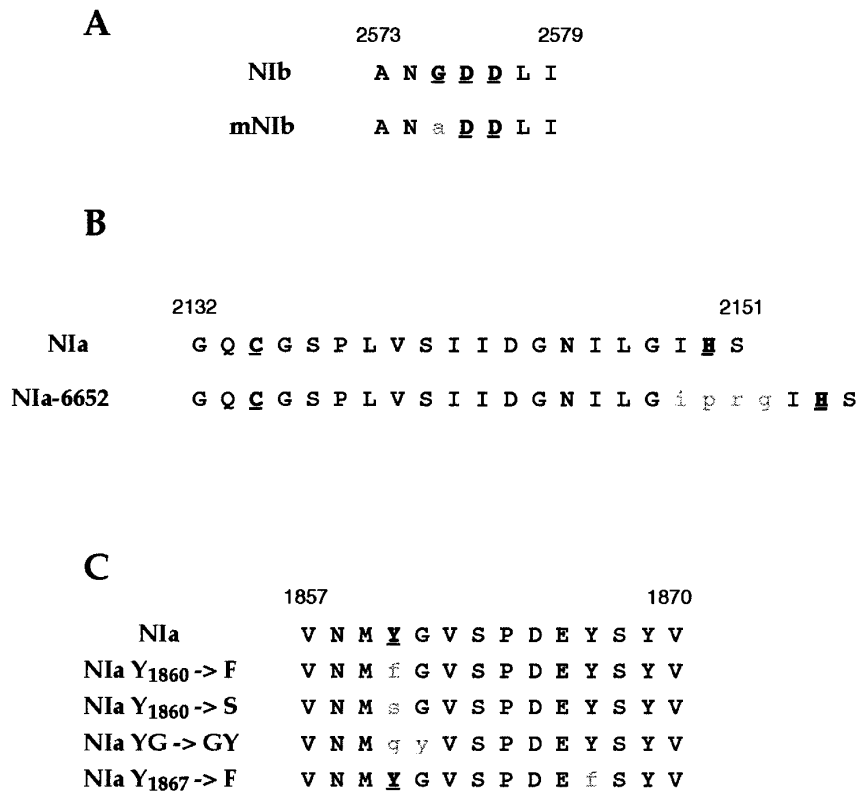 A
2573 2579
NIb A N G D D L I
mNIb A N a D D L I
B
2132 2151
NIa G Q C G S P L V S I I D G N I L G I H S
NIa-6652 G Q C G S P L V S I I D G N I L G i p r g I H S
C
1857 1870
NIa V N M Y G V S P D E Y S Y V
NIa Y1860 -> F V N M f G V S P D E Y S Y V
NIa Y1860 -> S V N M s G V S P D E Y S Y V
NIa YG -> GY V N M g y V S P D E Y S Y V
NIa Y1867 -> F V N M Y G V S P D E f S Y V